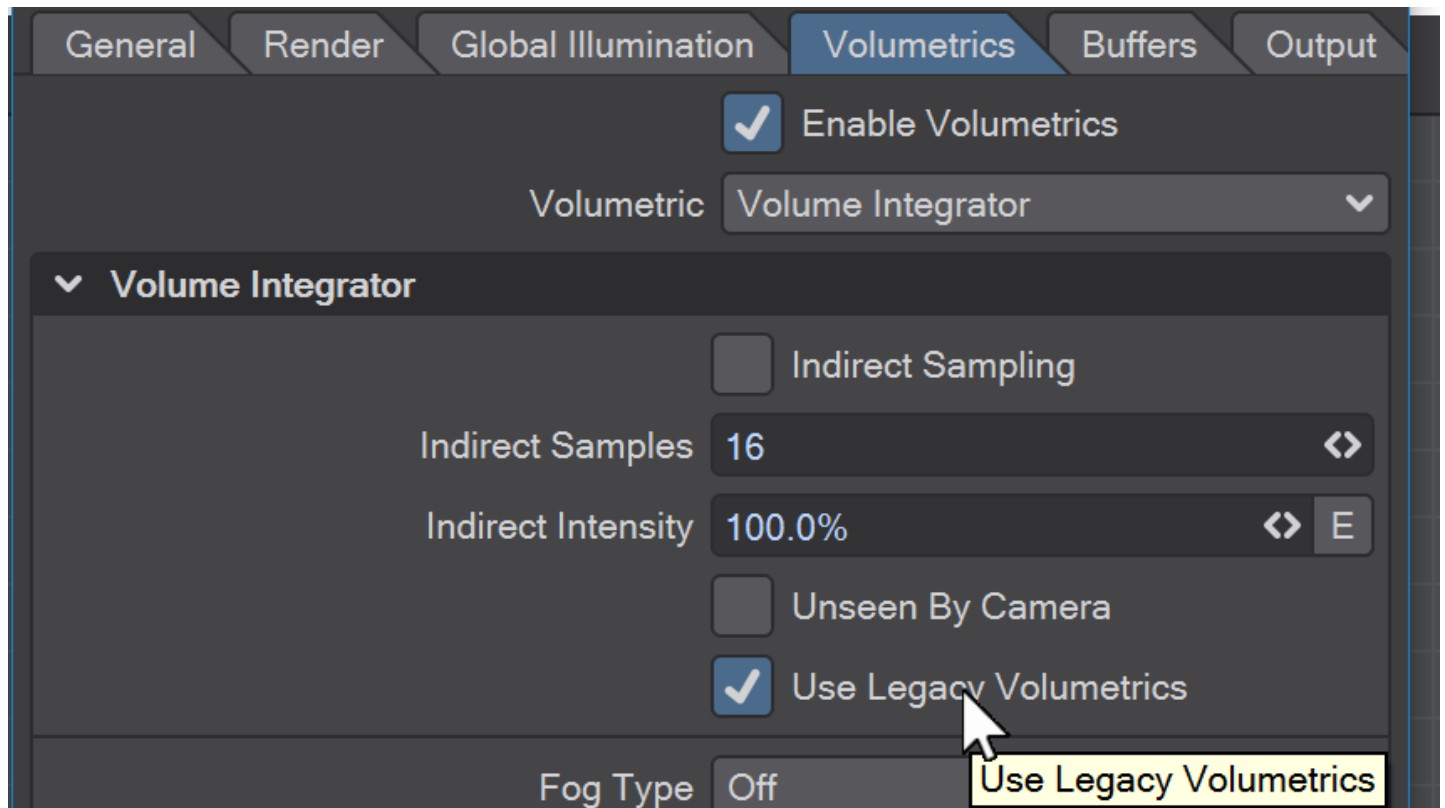 General Render Global Illumination Volumetrics Buffers Output
Enable Volumetrics
Volumetric Volume Integrator
Volume Integrator
Indirect Sampling
Indirect Samples 16
Indirect Intensity 100.0% E
Unseen By Camera
Use Legacy Volumetrics
Fog Type Off
Use Legacy Volumetrics